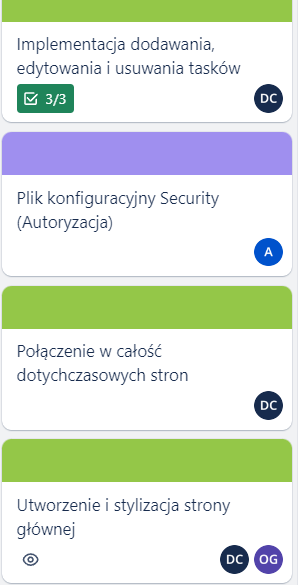 Implementacja dodawania,
edytowania i usuwania tasków
3/3
DC
Plik konfiguracyjny Security
(Autoryzacja)
A
Połączenie w całość
dotychczasowych stron
DC
Utworzenie i stylizacja strony
głównej
DC OG